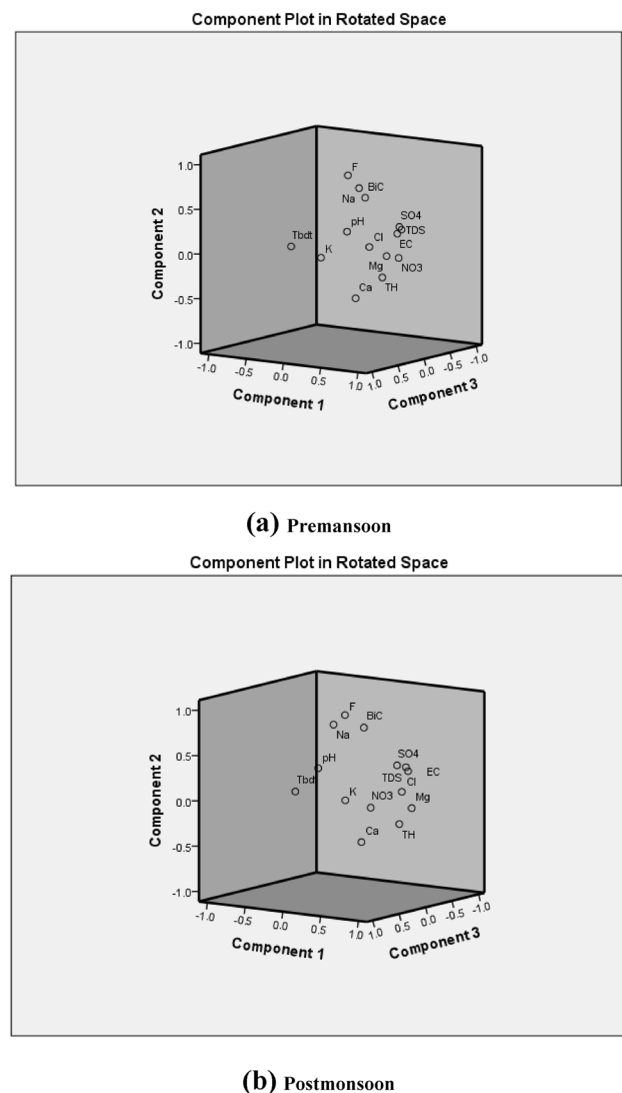 Component Plot in Rotated Space
1.0
F
BiC
Na
0.5
SO4
pH
TDS
Tbdt
Cl
EC
K
0.0
Mg
NO3
Ca
TH
-0.5
-1.0
Component 2
-1.0 -0.5 0.0 0.5 1.0
Component 1
1.0 0.5 0.0 -0.5 -1.0
Component 3
(a) Premansoon
Component Plot in Rotated Space
1.0
F
BiC
Na
0.5
pH
SO4
TDS
EC
Tbdt
Cl
K
NO3
Mg
0.0
Ca
TH
-0.5
-1.0
Component 2
-1.0 -0.5 0.0 0.5 1.0
Component 1
1.0 0.5 0.0 -0.5 -1.0
Component 3
(b) Postmonsoon